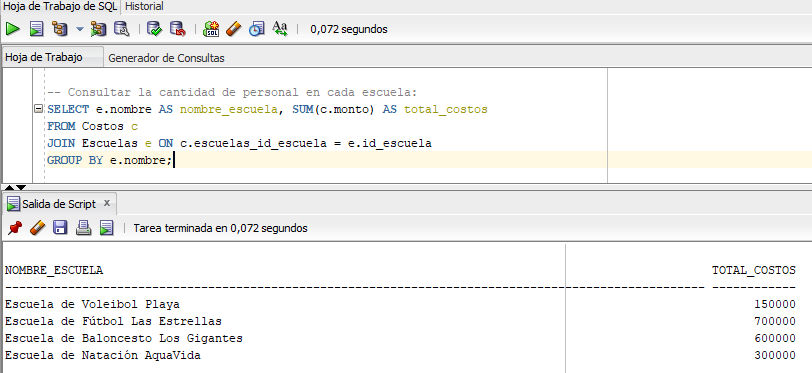 Hoja de Trabajo de SQL Historial
0,072 segundos
Hoja de Trabajo Generador de Consultas
-- Consultar la cantidad de personal en cada escuela:
SELECT e.nombre AS nombre_escuela, SUM(c.monto) AS total_costos
FROM Costos c
JOIN Escuelas e ON c.escuelas_id_escuela = e.id_escuela
GROUP BY e.nombre;
Salida de Script x
Tarea terminada en 0,072 segundos
NOMBRE_ESCUELA TOTAL_COSTOS
Escuela de Voleibol Playa 150000
Escuela de Fútbol Las Estrellas 700000
Escuela de Baloncesto Los Gigantes 600000
Escuela de Natación AquaVida 300000